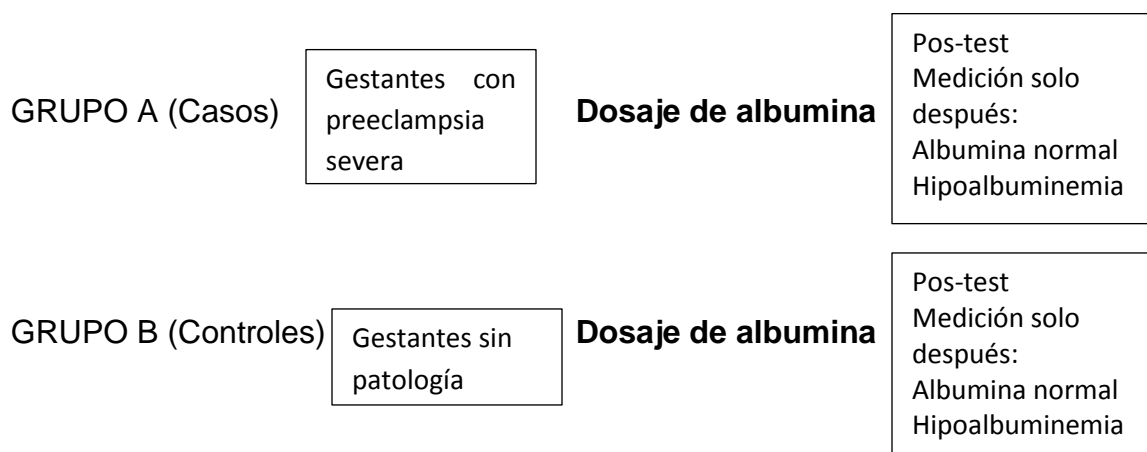 GRUPO A (Casos)
Gestantes con
preeclampsia
severa
Dosaje de albumina
Pos-test
Medición solo
después:
Albumina normal
Hipoalbuminemia
GRUPO B (Controles)
Gestantes sin
patología
Dosaje de albumina
Pos-test
Medición solo
después:
Albumina normal
Hipoalbuminemia